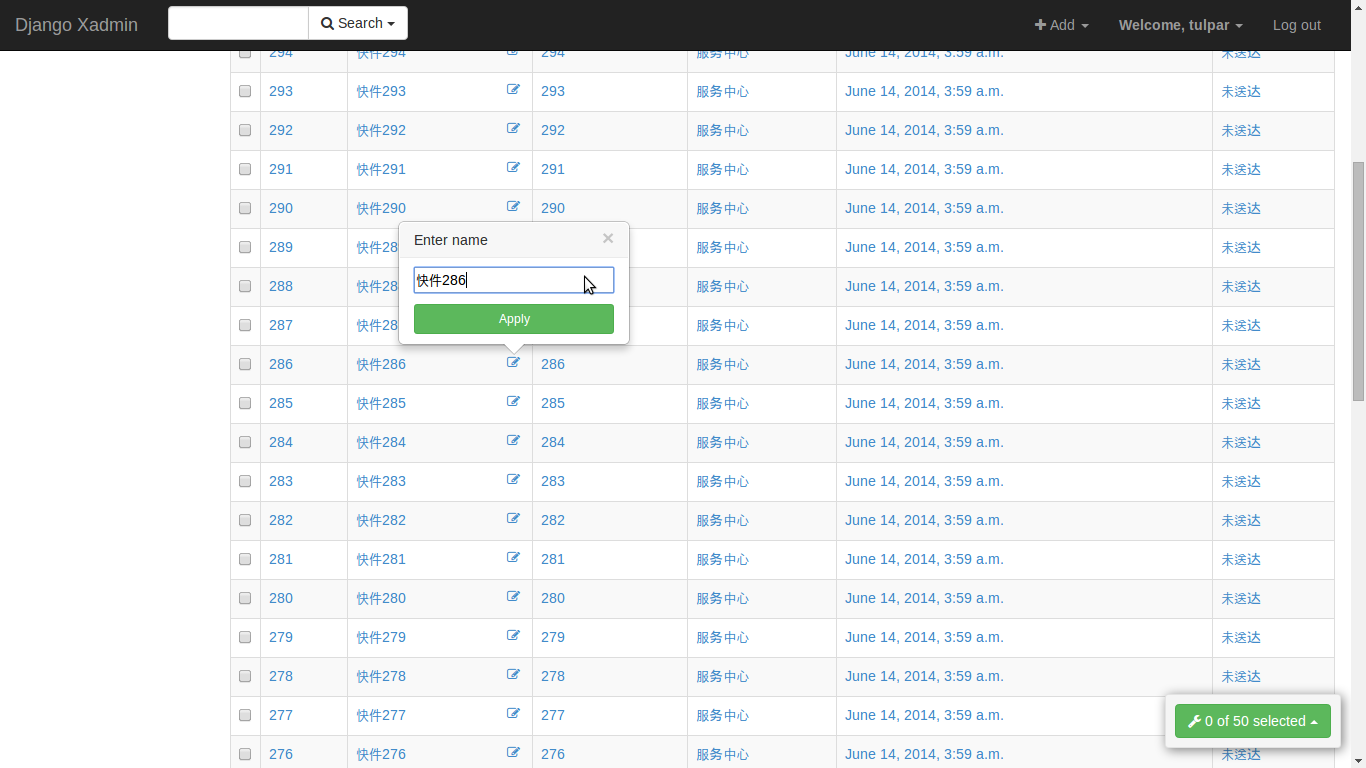 Django Xadmin Search Add Welcome, tulpar Log out
294 快件294 294 服务中心 June 14, 2014, 3:59 a.m. 未送达
293 快件293 293 服务中心 June 14, 2014, 3:59 a.m. 未送达
292 快件292 292 服务中心 June 14, 2014, 3:59 a.m. 未送达
291 快件291 291 服务中心 June 14, 2014, 3:59 a.m. 未送达
290 快件290 290 服务中心 June 14, 2014, 3:59 a.m. 未送达
Enter name ×
快件286
Apply
289 快件28 服务中心 June 14, 2014, 3:59 a.m. 未送达
288 快件28 服务中心 June 14, 2014, 3:59 a.m. 未送达
287 快件28 服务中心 June 14, 2014, 3:59 a.m. 未送达
286 快件286 286 服务中心 June 14, 2014, 3:59 a.m. 未送达
285 快件285 285 服务中心 June 14, 2014, 3:59 a.m. 未送达
284 快件284 284 服务中心 June 14, 2014, 3:59 a.m. 未送达
283 快件283 283 服务中心 June 14, 2014, 3:59 a.m. 未送达
282 快件282 282 服务中心 June 14, 2014, 3:59 a.m. 未送达
281 快件281 281 服务中心 June 14, 2014, 3:59 a.m. 未送达
280 快件280 280 服务中心 June 14, 2014, 3:59 a.m. 未送达
279 快件279 279 服务中心 June 14, 2014, 3:59 a.m. 未送达
278 快件278 278 服务中心 June 14, 2014, 3:59 a.m. 未送达
277 快件277 277 服务中心 June 14, 2014, 3:59 a.m.
0 of 50 selected
276 快件276 276 服务中心 June 14, 2014, 3:59 a.m. 未送达